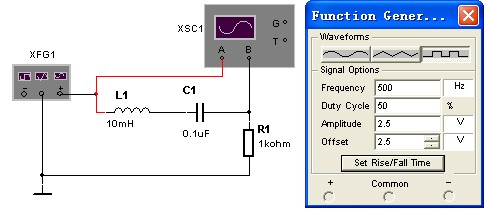 XFG1
XSC1
G
T
A B
L1
10mH
C1
0.1uF
R1
1kohm
Function Gener...
Waveforms
Signal Options
Frequency 500 Hz
Duty Cycle 50 %
Amplitude 2.5 V
Offset 2.5 V
Set Rise/Fall Time
+ Common -